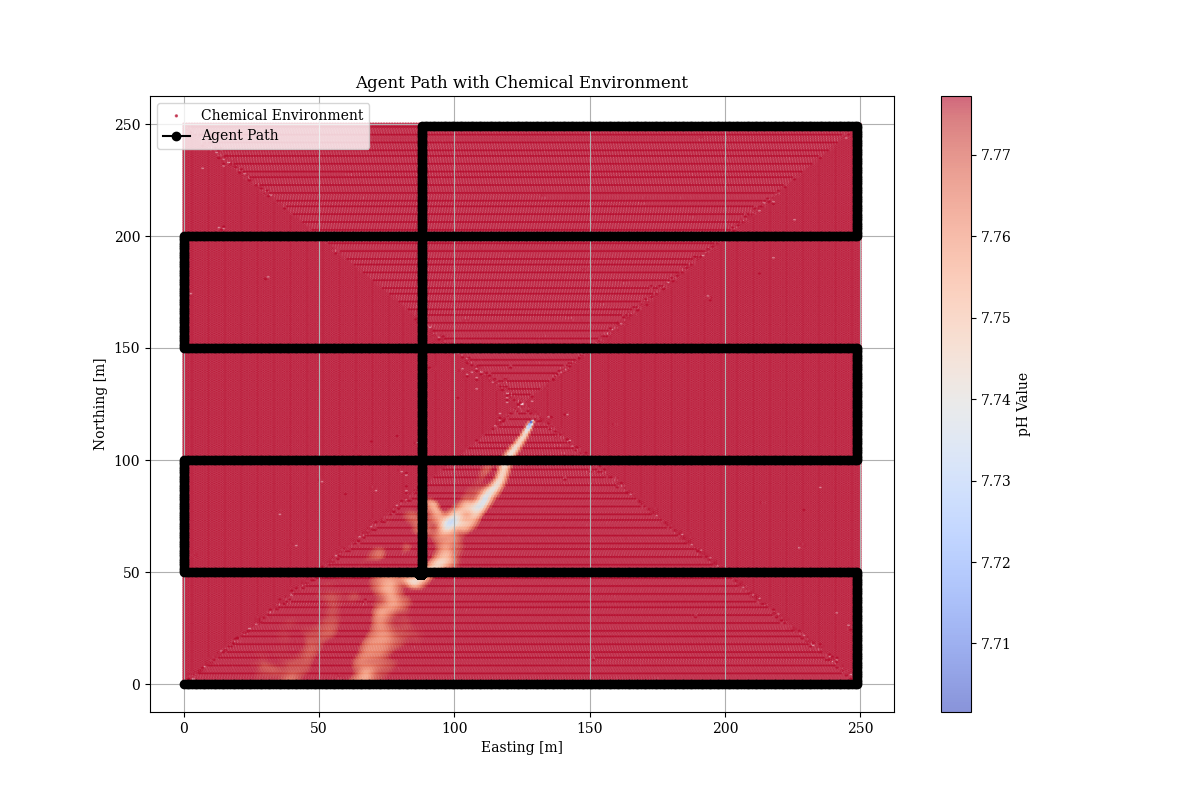 Agent Path with Chemical Environment
Chemical Environment
Agent Path
250
200
150
100
50
0
Northing [m]
0 50 100 150 200 250
Easting [m]
7.77
7.76
7.75
7.74
7.73
7.72
7.71
pH Value